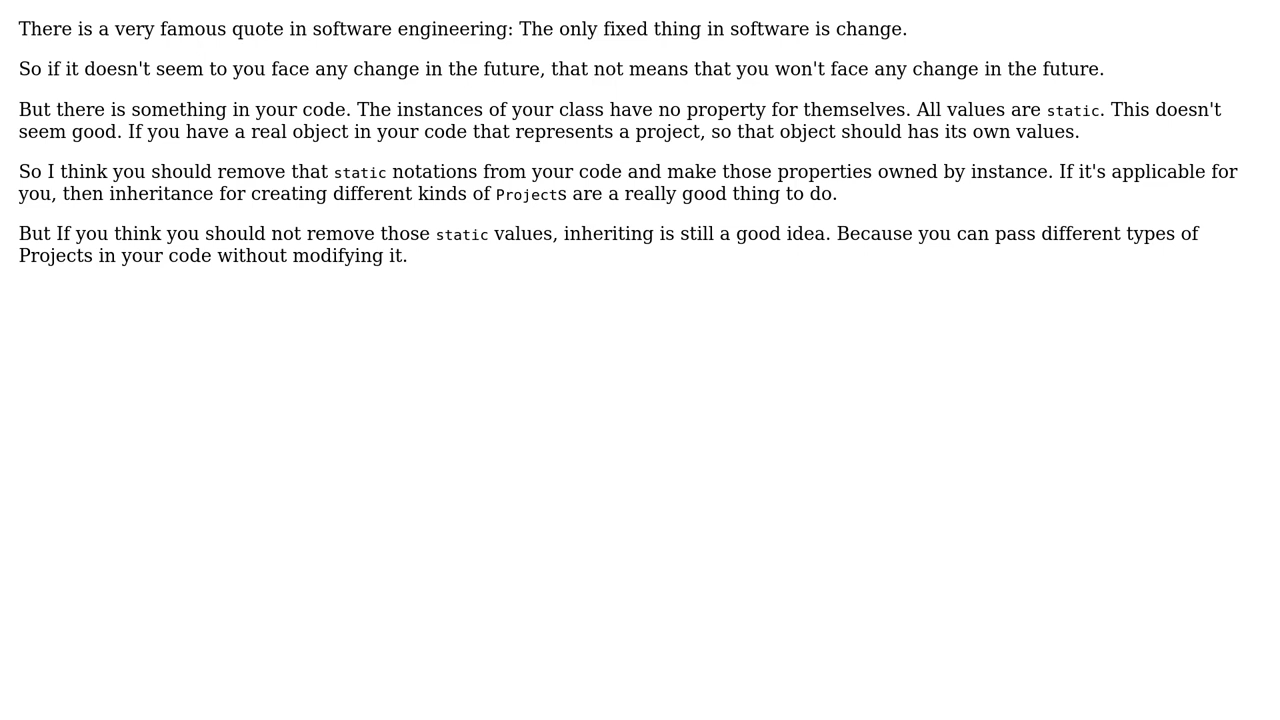 There is a very famous quote in software engineering: The only fixed thing in software is change.
So if it doesn't seem to you face any change in the future, that not means that you won't face any change in the future.
But there is something in your code. The instances of your class have no property for themselves. All values are static. This doesn't
seem good. If you have a real object in your code that represents a project, so that object should has its own values.
So I think you should remove that static notations from your code and make those properties owned by instance. If it's applicable for
you, then inheritance for creating different kinds of Projects are a really good thing to do.
But If you think you should not remove those static values, inheriting is still a good idea. Because you can pass different types of
Projects in your code without modifying it.